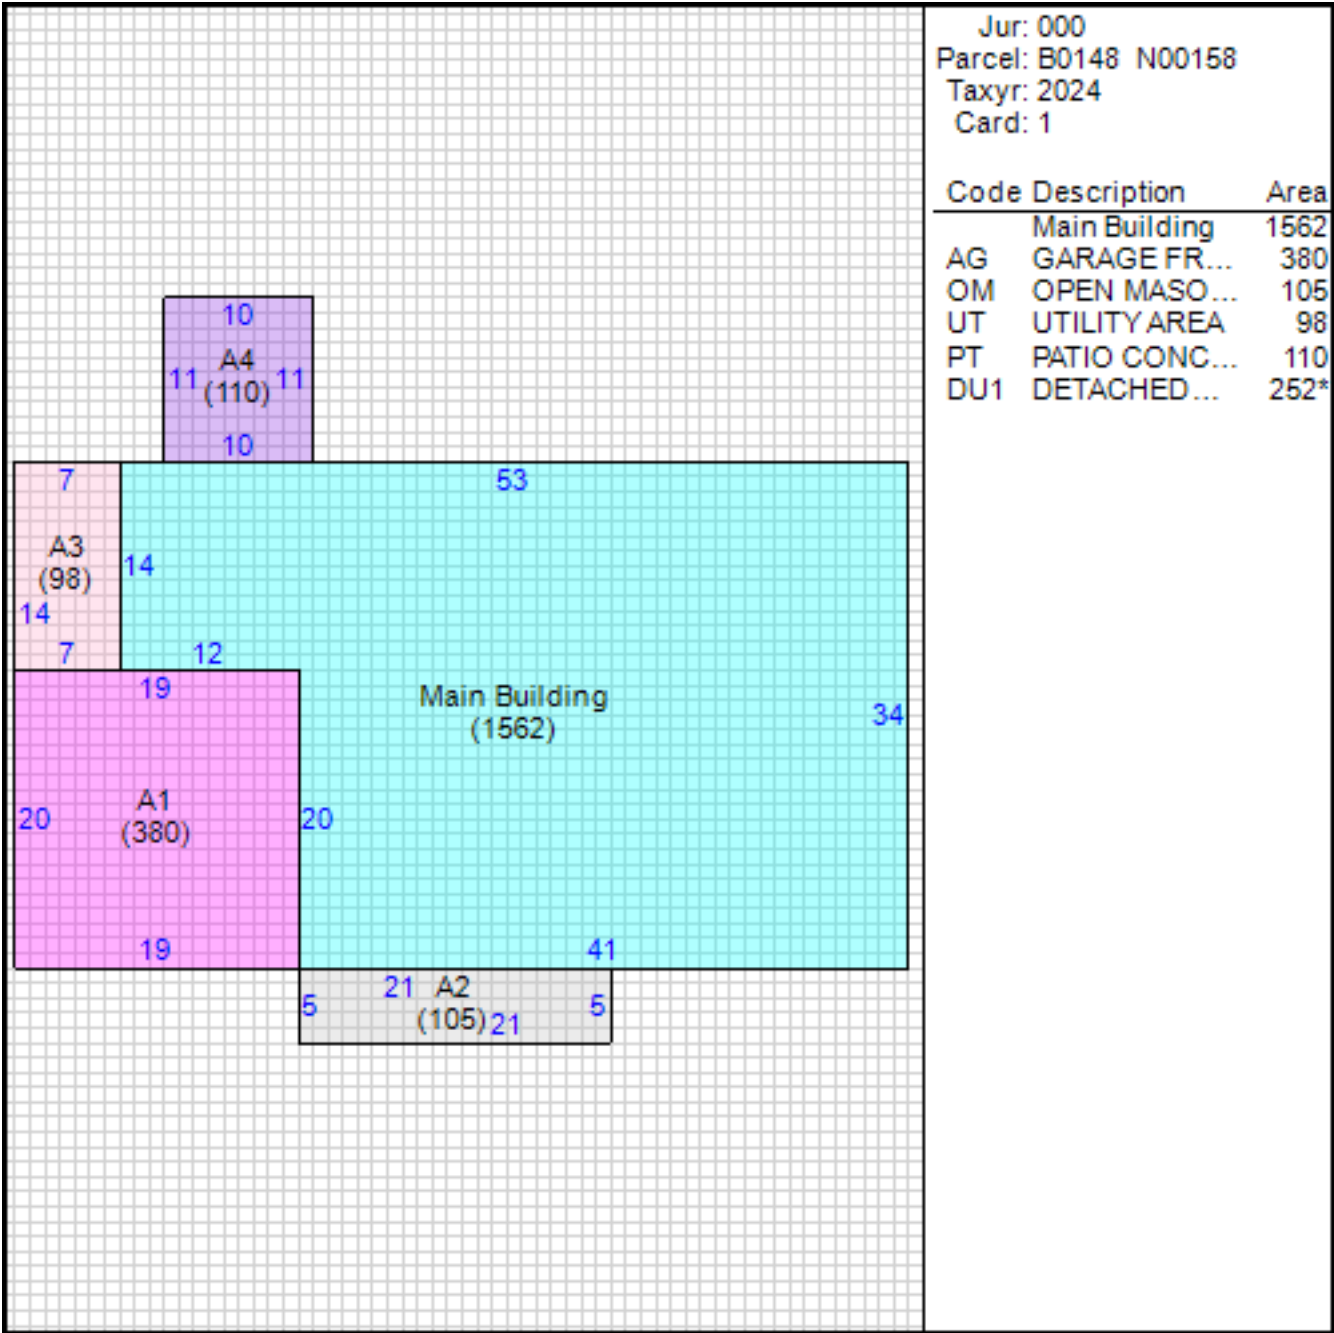 Jur: 000
Parcel: B0148 N00158
Taxyr: 2024
Card: 1
Code Description Area
Main Building 1562
AG GARAGE FR... 380
OM OPEN MASO... 105
UT UTILITY AREA 98
PT PATIO CONC... 110
DU1 DETACHED... 252*
10
A4
11 (110) 11
10
7 53
A3
(98)
14
14
7 12
19
Main Building
(1562)
34
A1
(380)
20 20
19 41
21 A2
5 (105) 21 5